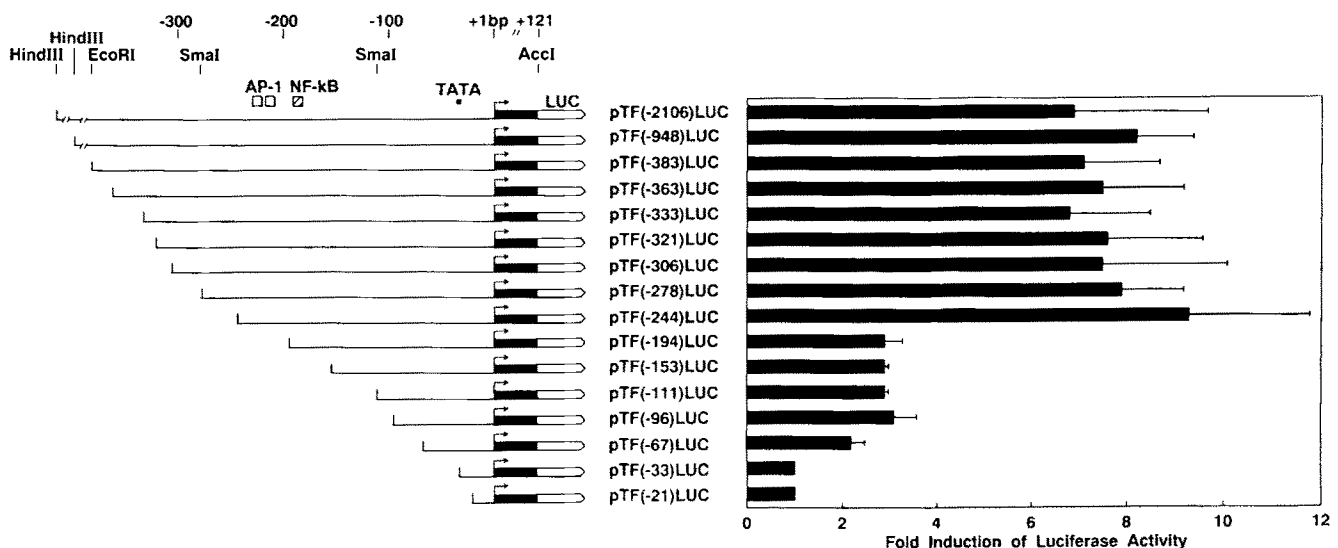 -300 -200 -100 +1bp // +121
HindIII
HindIII EcoRI SmaI SmaI AccI
AP-1 NF-kB TATA LUC
pTF(-2106)LUC
pTF(-948)LUC
pTF(-383)LUC
pTF(-363)LUC
pTF(-333)LUC
pTF(-321)LUC
pTF(-306)LUC
pTF(-278)LUC
pTF(-244)LUC
pTF(-194)LUC
pTF(-153)LUC
pTF(-111)LUC
pTF(-96)LUC
pTF(-67)LUC
pTF(-33)LUC
pTF(-21)LUC
0 2 4 6 8 10 12
Fold Induction of Luciferase Activity